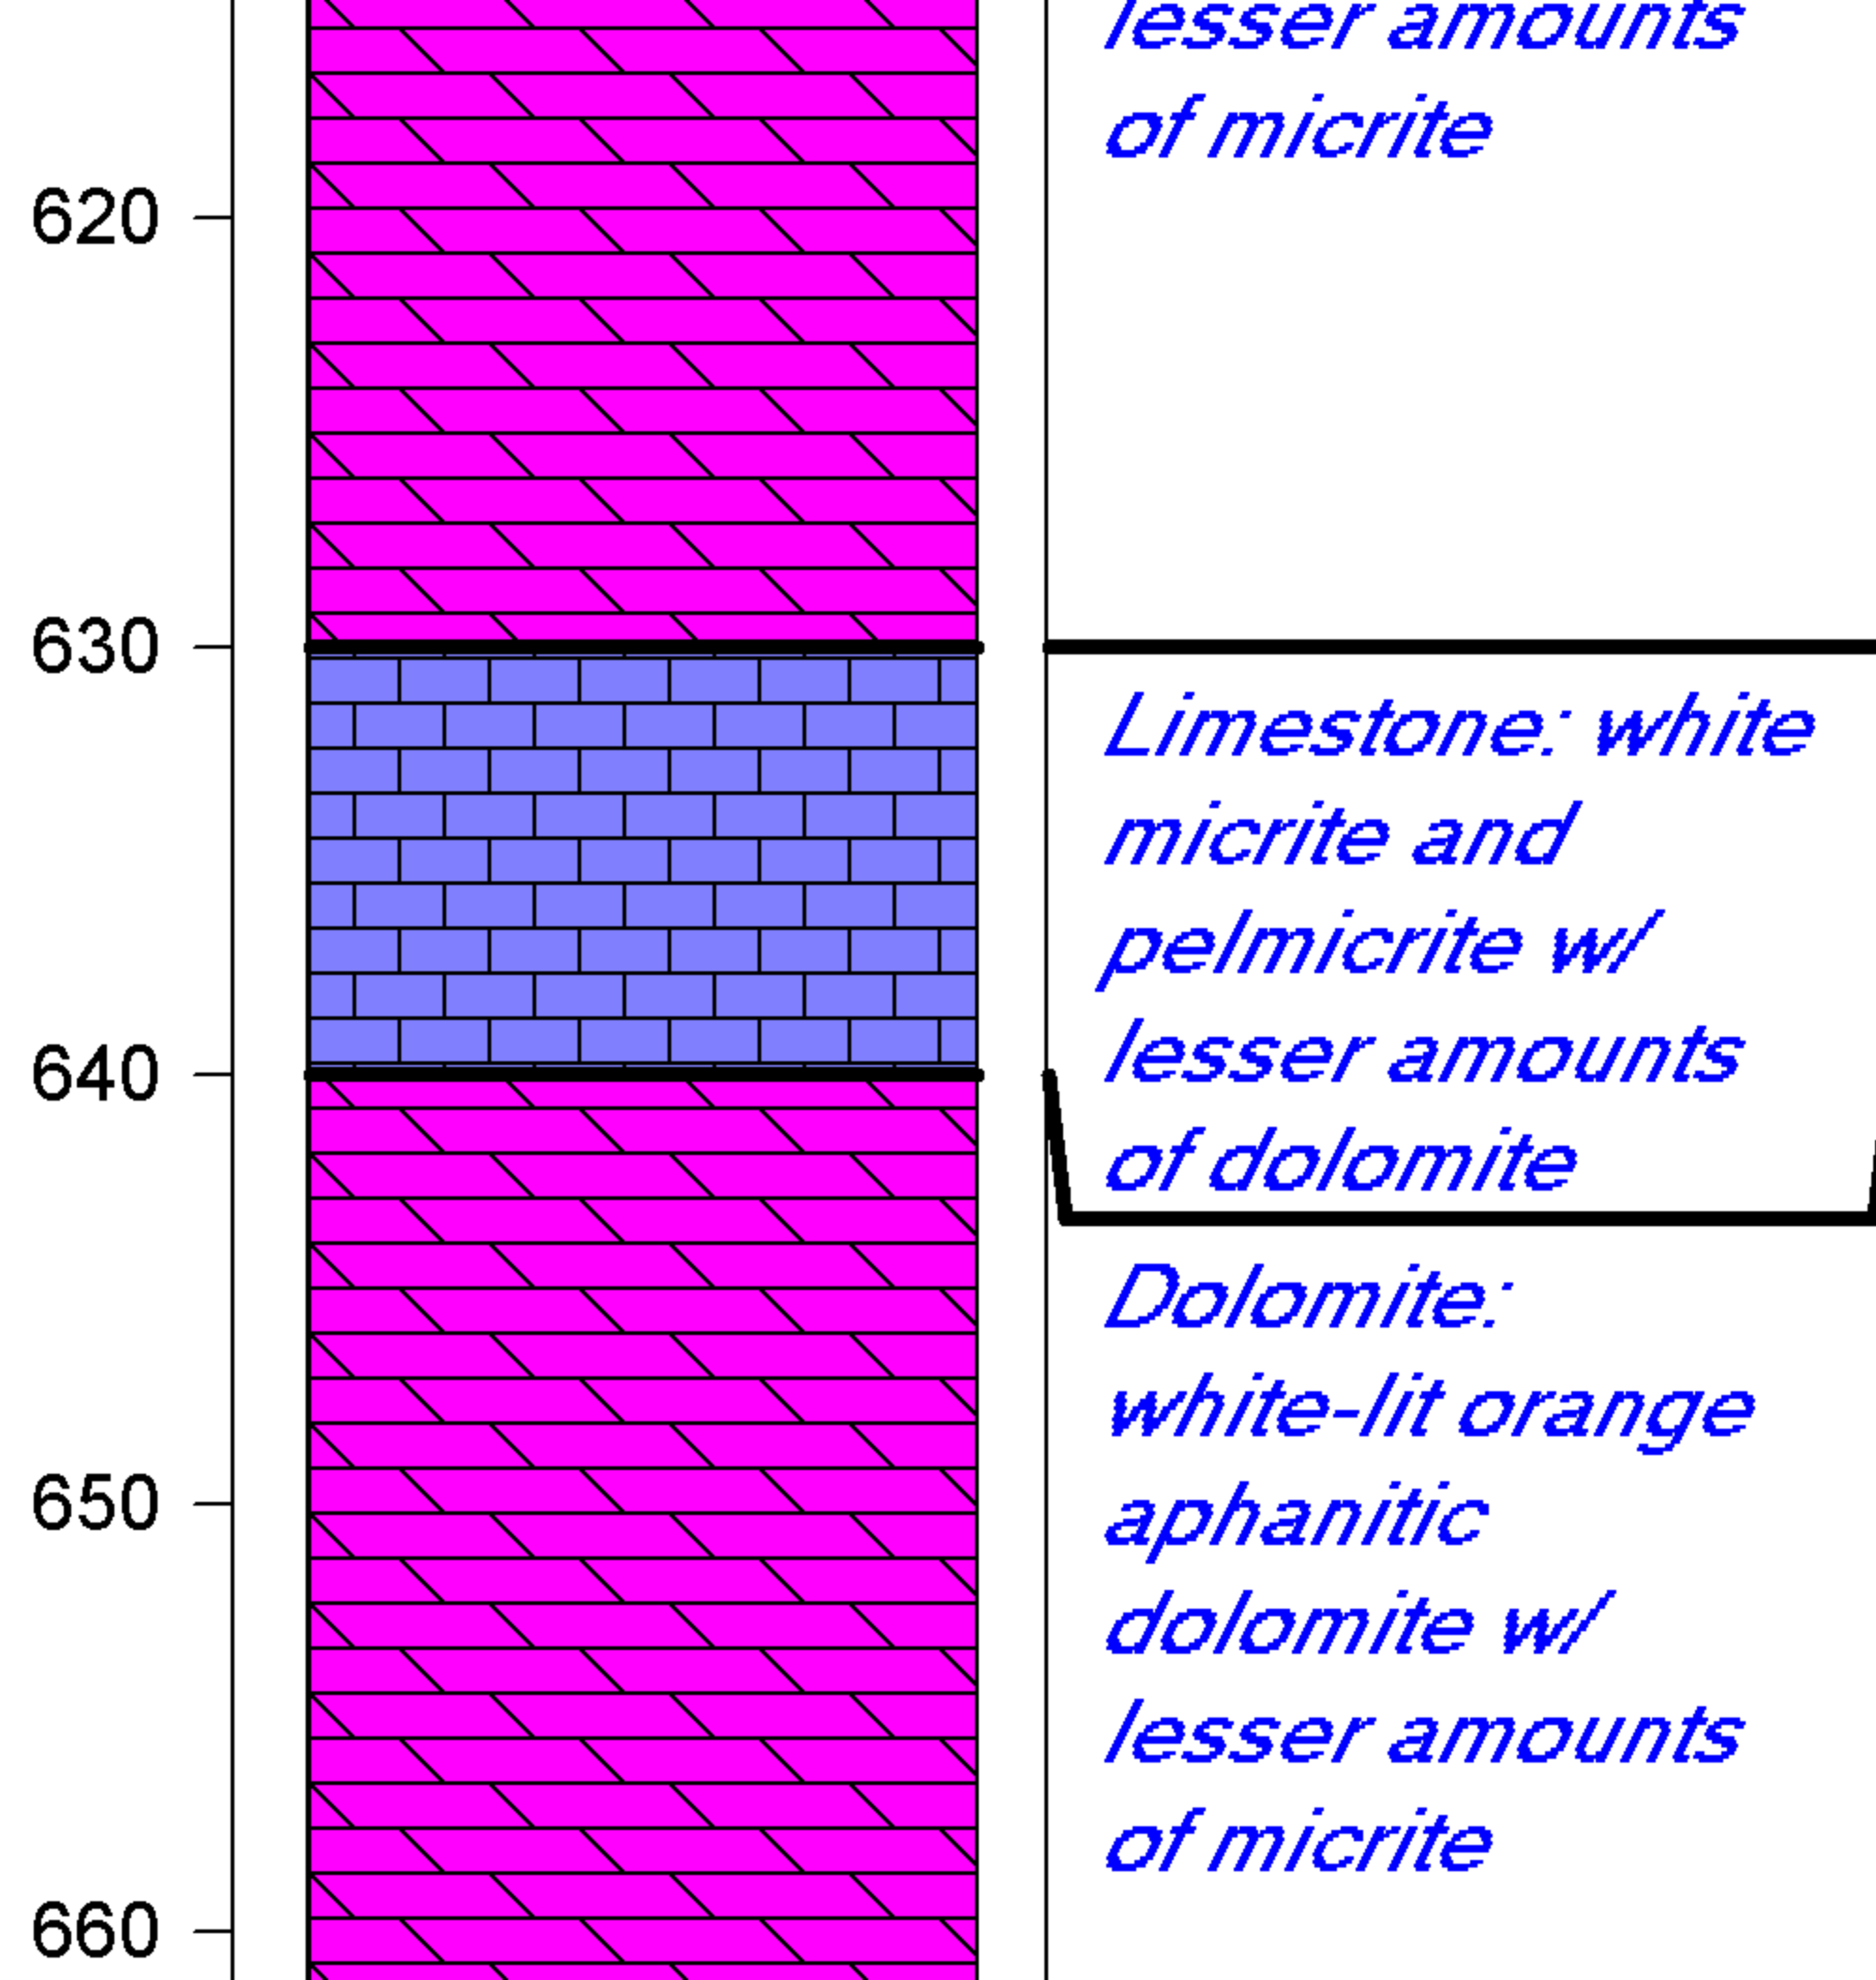 lesser amounts
of micrite
620
630
Limestone: white
micrite and
pelmicrite w/
lesser amounts
640
of dolomite
Dolomite:
white-lit orange
650
aphanitic
dolomite w/
lesser amounts
of micrite
660